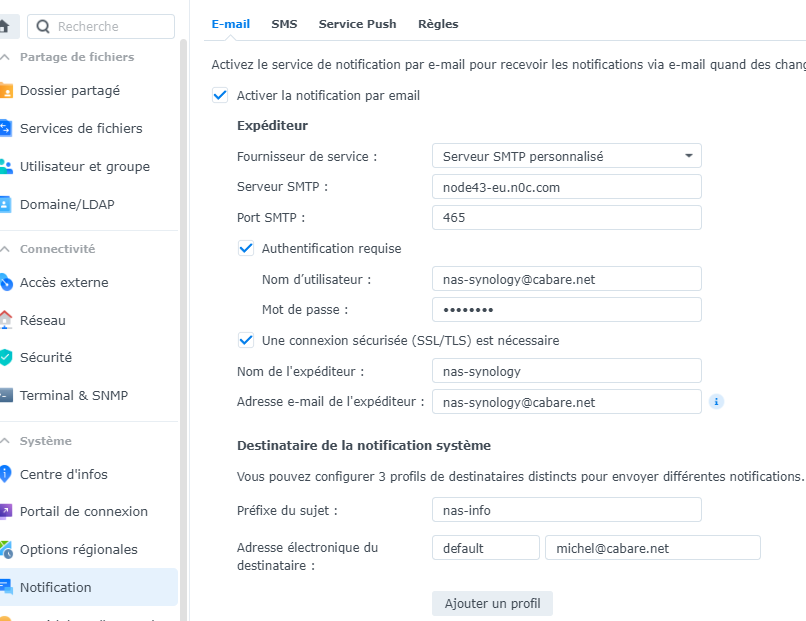 Recherche
Partage de fichiers
Dossier partagé
Services de fichiers
Utilisateur et groupe
Domaine/LDAP
Connectivité
Accès externe
Réseau
Sécurité
Terminal & SNMP
Système
Centre d'infos
Portail de connexion
Options régionales
Notification
E-mail SMS Service Push Règles
Activez le service de notification par e-mail pour recevoir les notifications via e-mail quand des chang
Activer la notification par email
Expéditeur
Fournisseur de service : Serveur SMTP personnalisé
Serveur SMTP : node43-eu.n0c.com
Port SMTP : 465
Authentification requise
Nom d’utilisateur : nas-synology@cabare.net
Mot de passe : ••••••••
Une connexion sécurisée (SSL/TLS) est nécessaire
Nom de l'expéditeur : nas-synology
Adresse e-mail de l'expéditeur : nas-synology@cabare.net
Destinataire de la notification système
Vous pouvez configurer 3 profils de destinataires distincts pour envoyer différentes notifications.
Préfixe du sujet : nas-info
Adresse électronique du
destinataire : default michel@cabare.net
Ajouter un profil